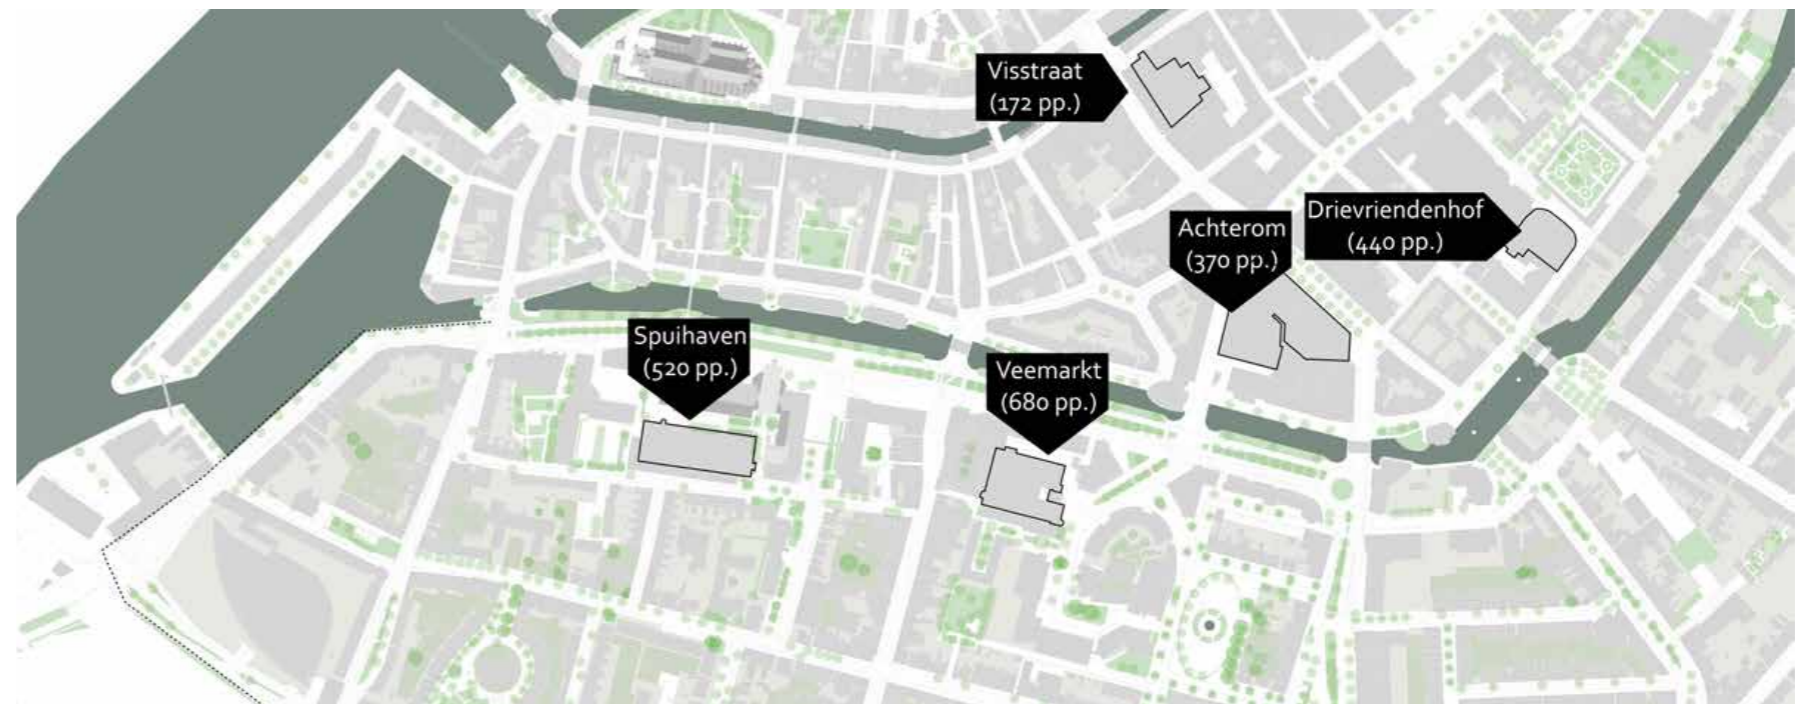 Visstraat
(172 pp.)
Drievriendenhof
(440 pp.)
Achterom
(370 pp.)
Spuihaven
(520 pp.)
Veemarkt
(680 pp.)